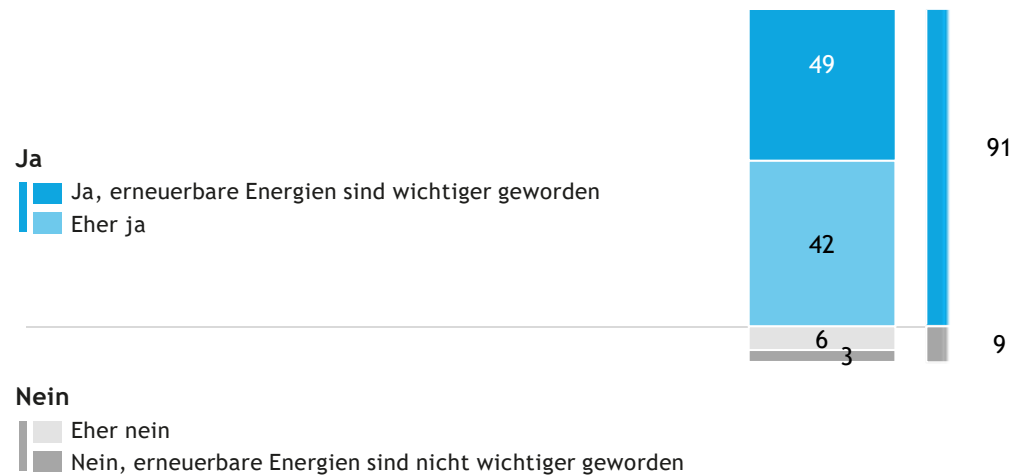 49
Ja
91
Ja, erneuerbare Energien sind wichtiger geworden
Eher ja
42
6
3
9
Nein
Eher nein
Nein, erneuerbare Energien sind nicht wichtiger geworden